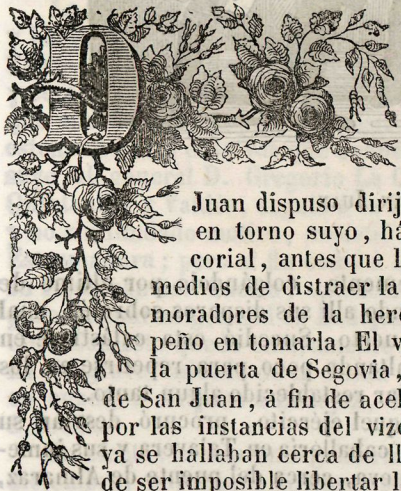 D
Juan dispuso dirij
en torno suyo, há
corial, antes que l
medios de distraer la
moradores de la herc
peño en tomarla. El v
la puerta de Segovia,
de San Juan, á fin de acel
por las instancias del vize
ya se hallaban cerca de ll
de ser imposible libertar l